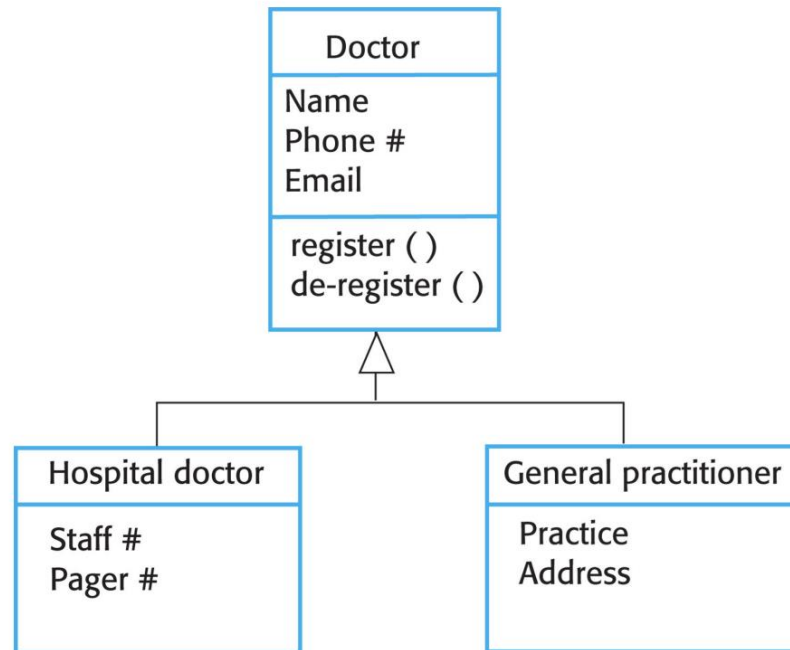 Doctor
Name
Phone #
Email
register ( )
de-register ( )
Hospital doctor
Staff #
Pager #
General practitioner
Practice
Address